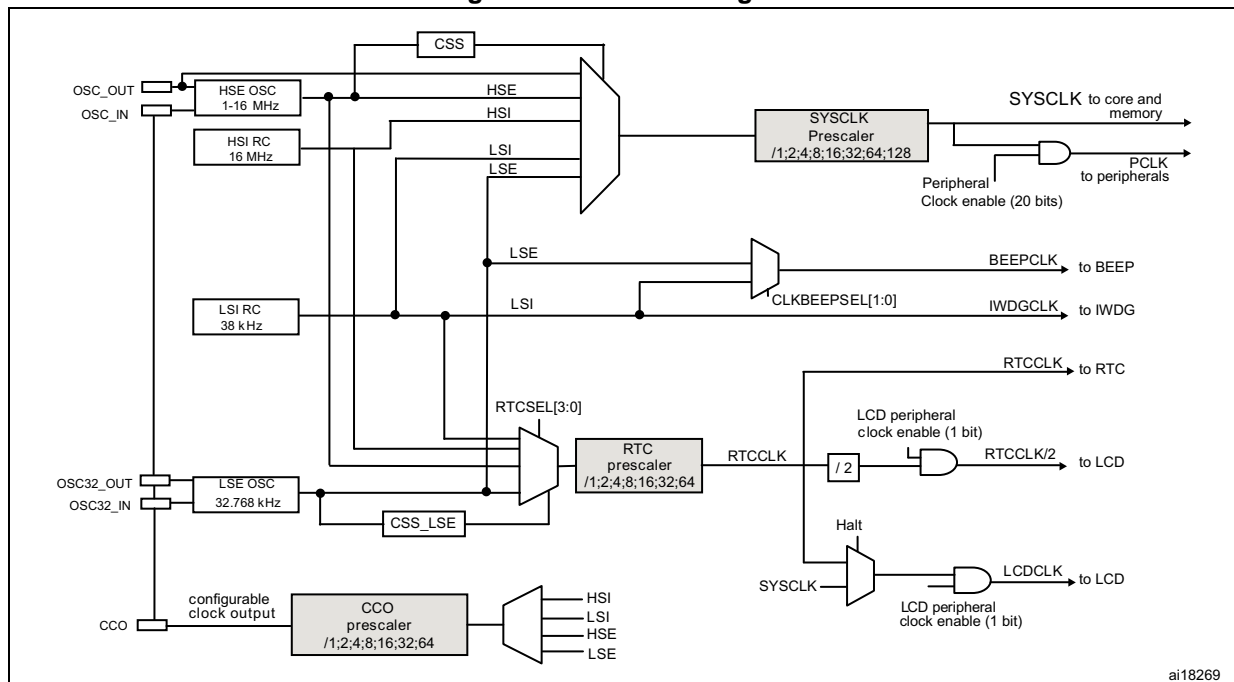 CSS
OSC_OUT
OSC_IN
HSE OSC
1-16 MHz
HSE
HSI
LSI
LSE
HSI RC
16 MHz
SYSCLK
Prescaler
/1;2;4;8;16;32;64;128
SYSCLK to core and
memory
PCLK
to peripherals
Peripheral
Clock enable (20 bits)
LSE
BEEPCLK
to BEEP
CLKBEEPSEL[1:0]
LSI RC
38 kHz
LSI
IWDGCLK
to IWDG
RTCCLK
to RTC
RTCSEL[3:0]
RTC
prescaler
/1;2;4;8;16;32;64
RTCCLK
/ 2
LCD peripheral
clock enable (1 bit)
RTCCLK/2
to LCD
OSC32_OUT
OSC32_IN
LSE OSC
32.768 kHz
CSS_LSE
Halt
SYSCLK
LCDCLK
to LCD
LCD peripheral
clock enable (1 bit)
CCO
configurable
clock output
CCO
prescaler
/1;2;4;8;16;32;64
HSI
LSI
HSE
LSE
ai18269